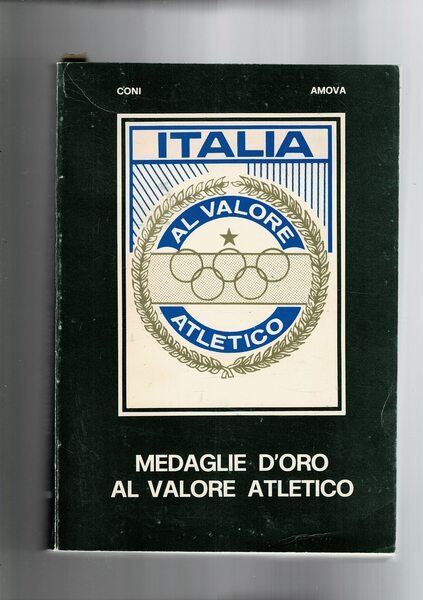 CONI AMOVA
ITALIA
AL VALORE
ATLETICO
MEDAGLIE D'ORO
AL VALORE ATLETICO